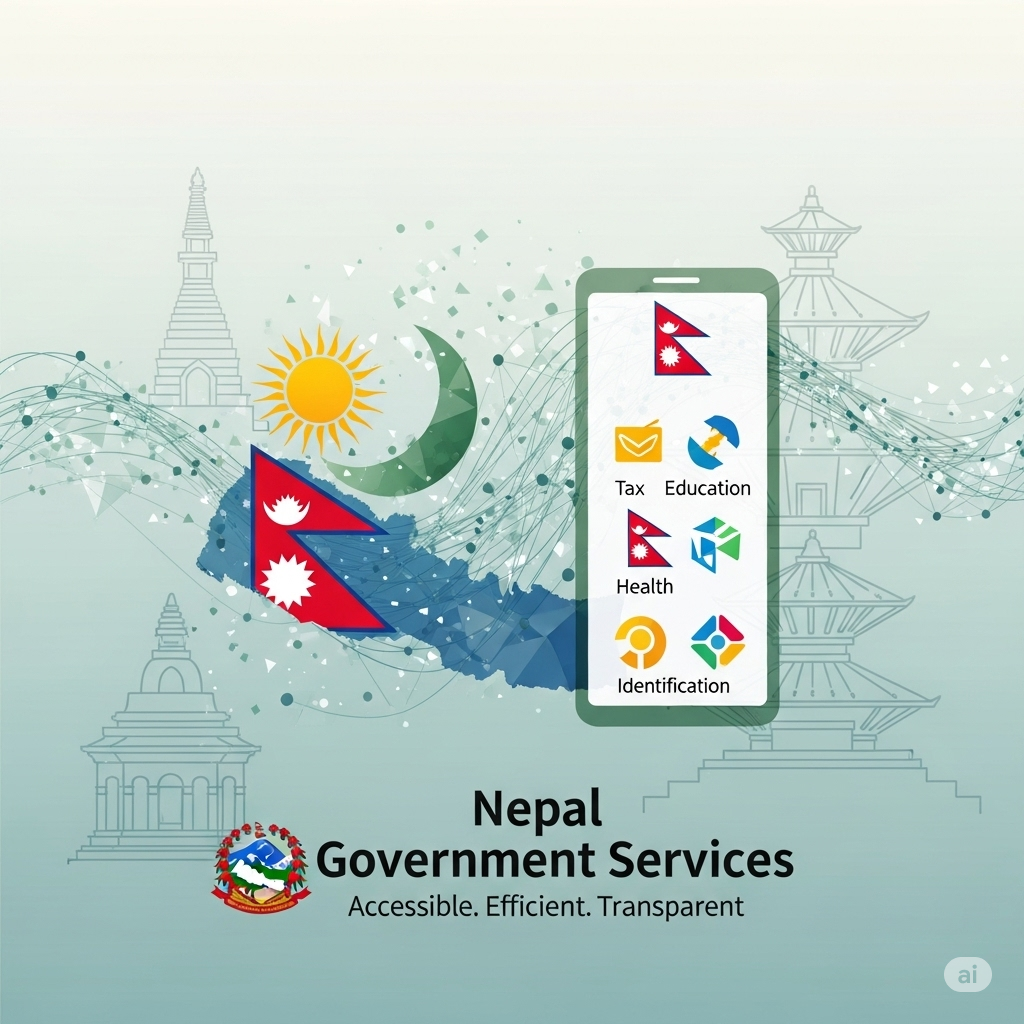 Tax Education
Health
Identification
Nepal
Government Services
Accessible. Efficient. Transparent
ai